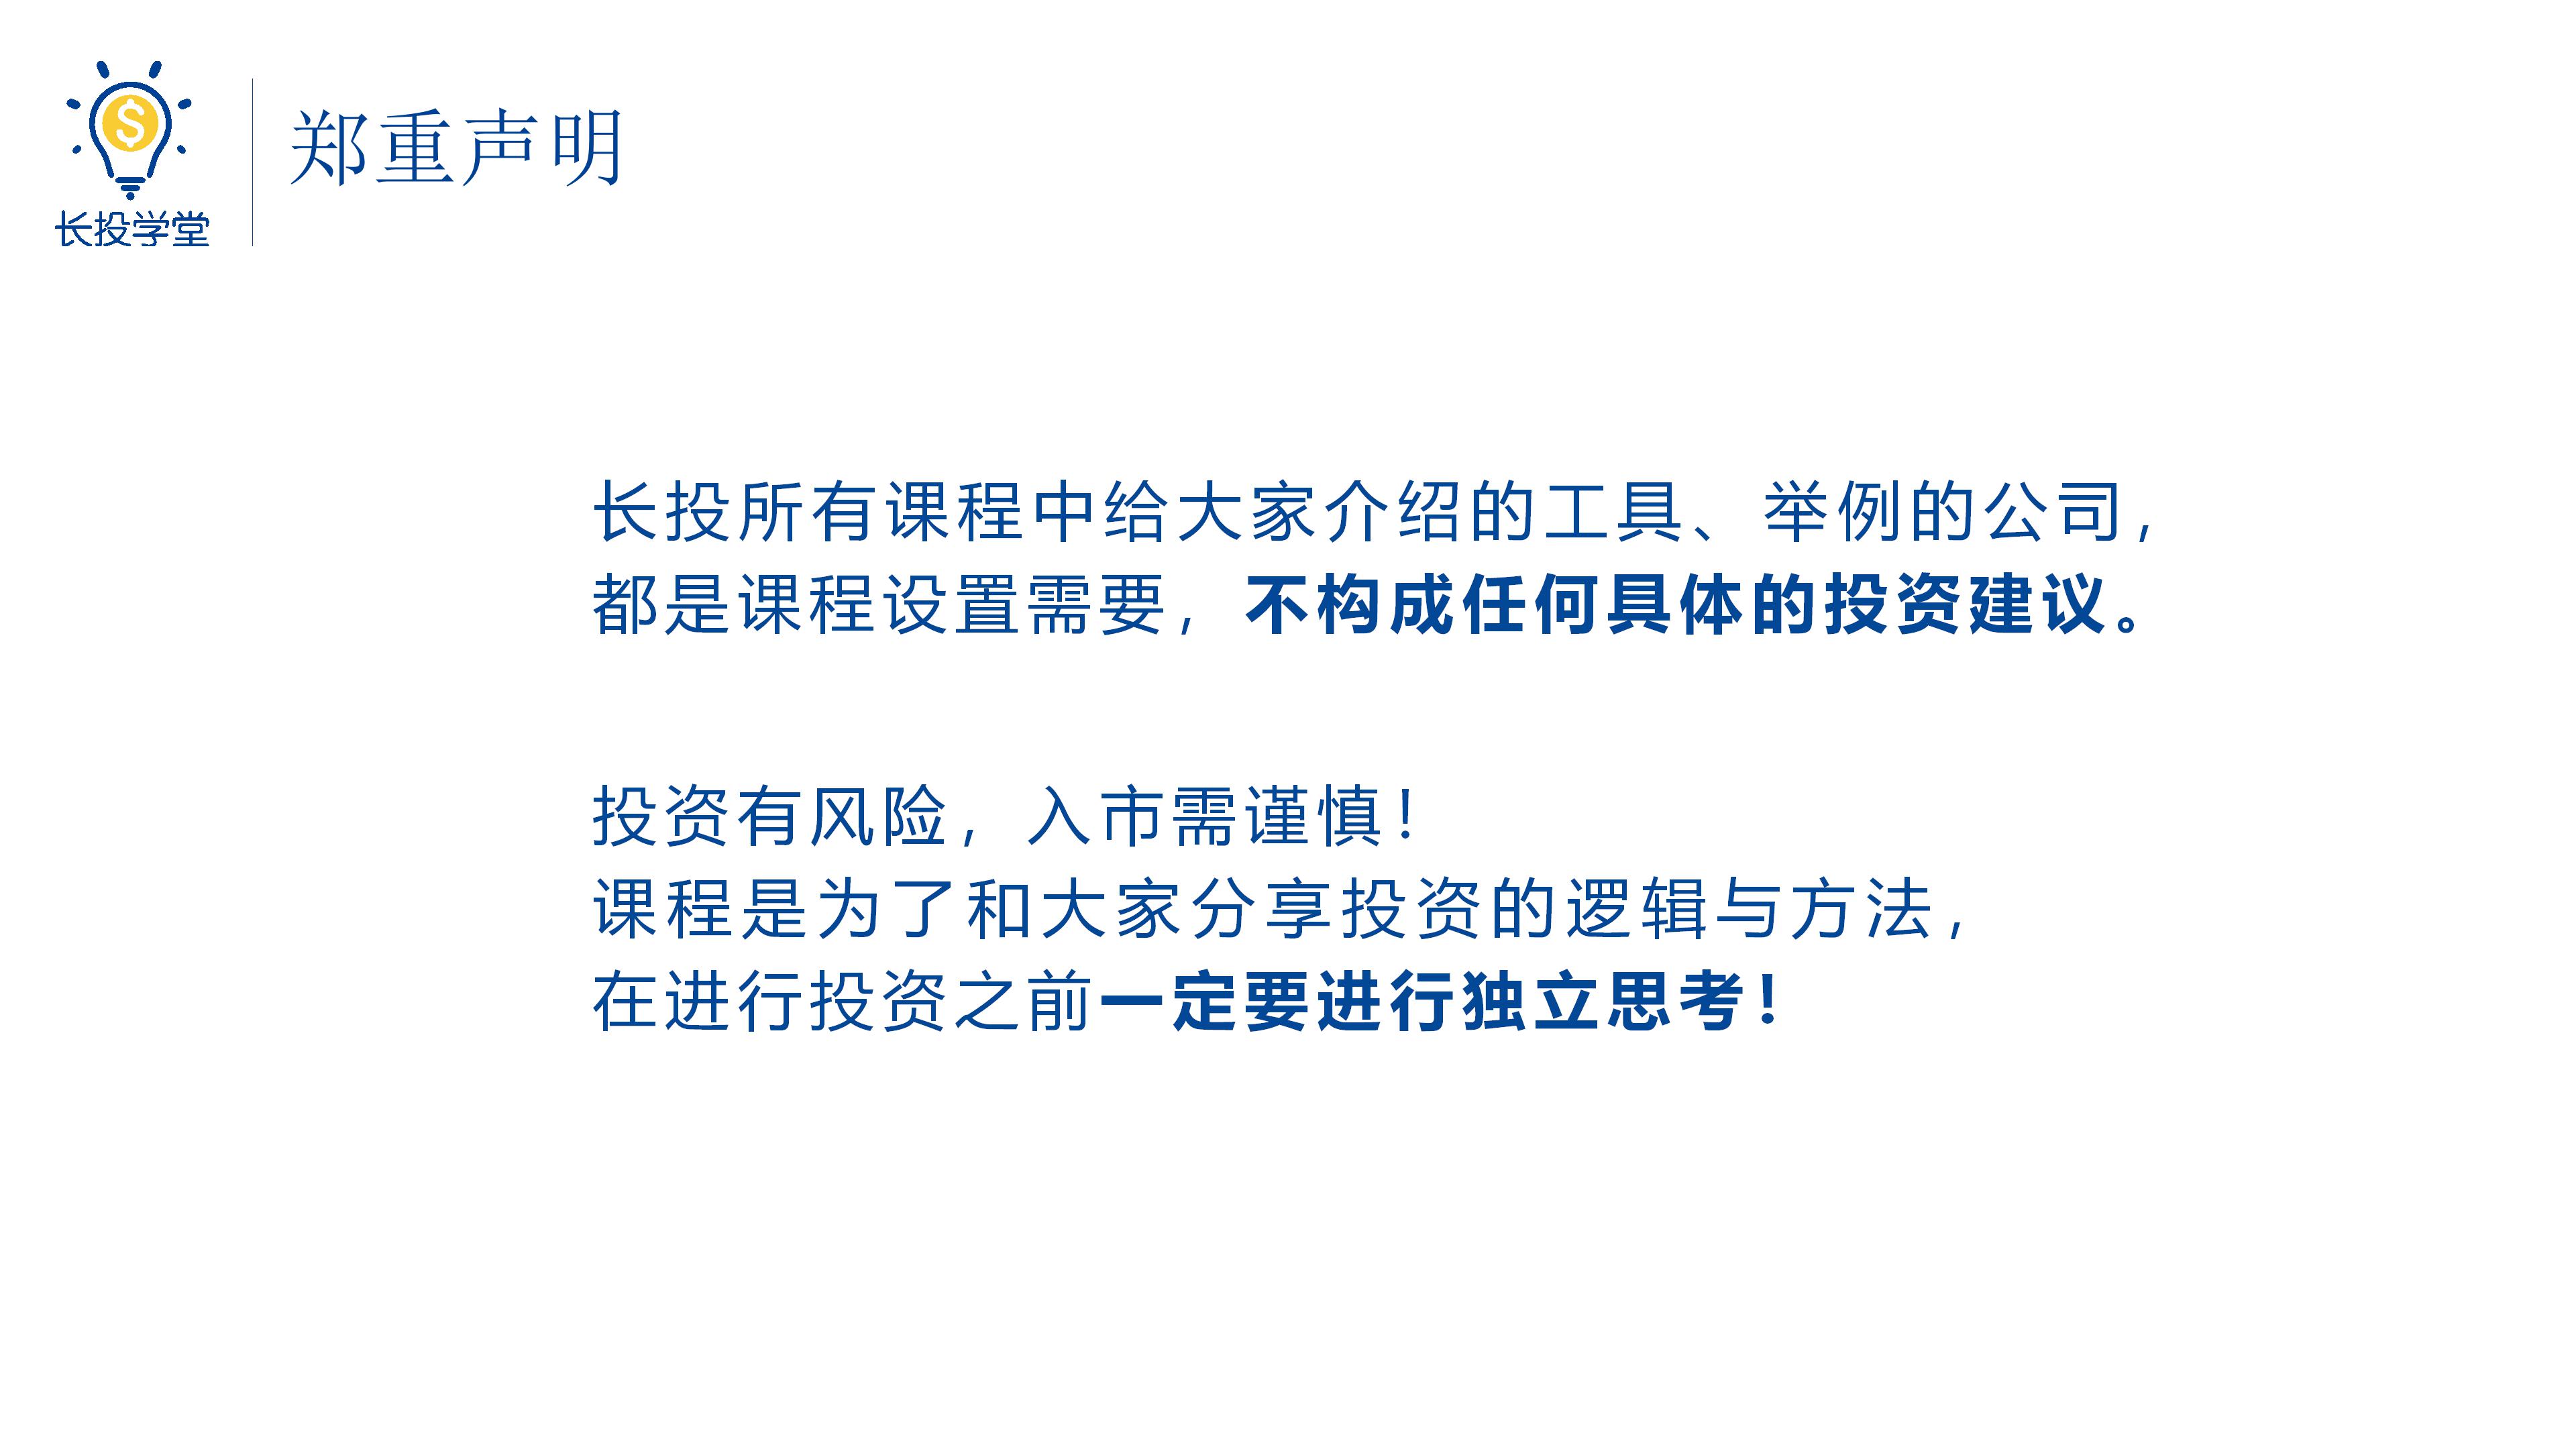 长投学堂
郑重声明
长投所有课程中给大家介绍的工具、举例的公司，
都是课程设置需要，不构成任何具体的投资建议。
投资有风险，入市需谨慎！
课程是为了和大家分享投资的逻辑与方法，
在进行投资之前一定要进行独立思考！